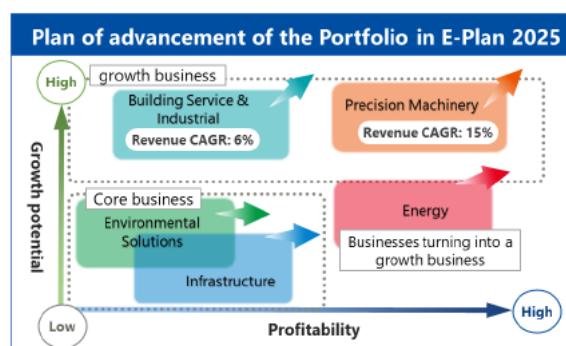 Plan of advancement of the Portfolio in E-Plan 2025
High
growth business
Building Service &
Industrial
Revenue CAGR: 6%
Precision Machinery
Revenue CAGR: 15%
Growth potential
Core business
Environmental
Solutions
Infrastructure
Energy
Businesses turning into a
growth business
Low
Profitability
High